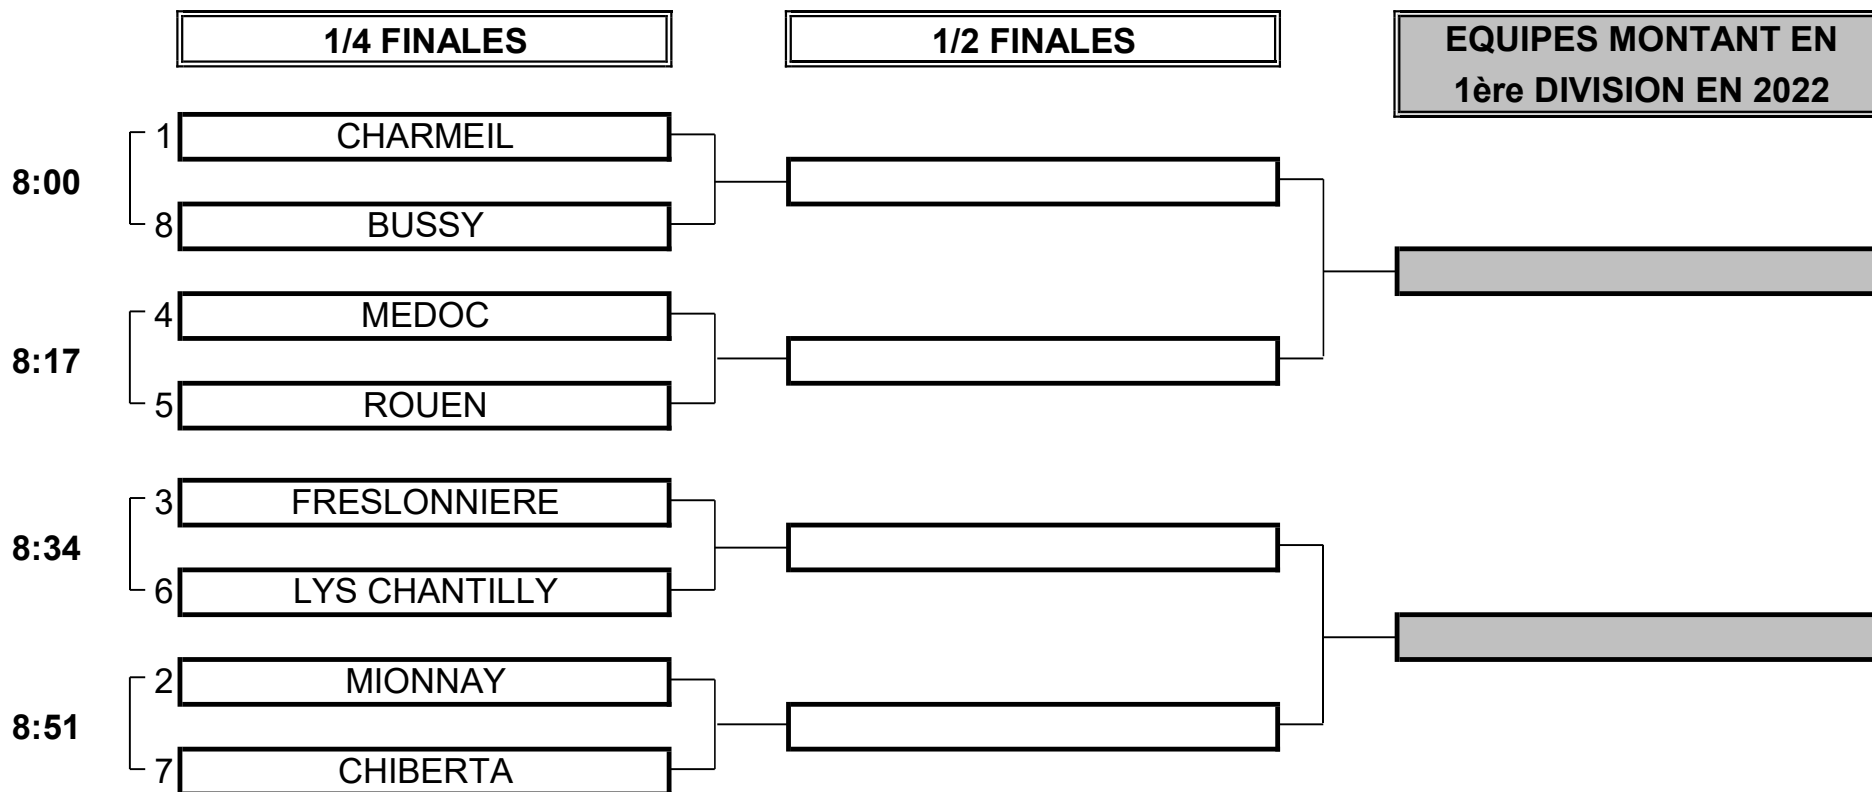 1/4 FINALES
1/2 FINALES
EQUIPES MONTANT EN
1ère DIVISION EN 2022
1 CHARMEIL
8:00
8 BUSSY
4 MEDOC
8:17
5 ROUEN
3 FRESLONNIERE
8:34
6 LYS CHANTILLY
2 MIONNAY
8:51
7 CHIBERTA